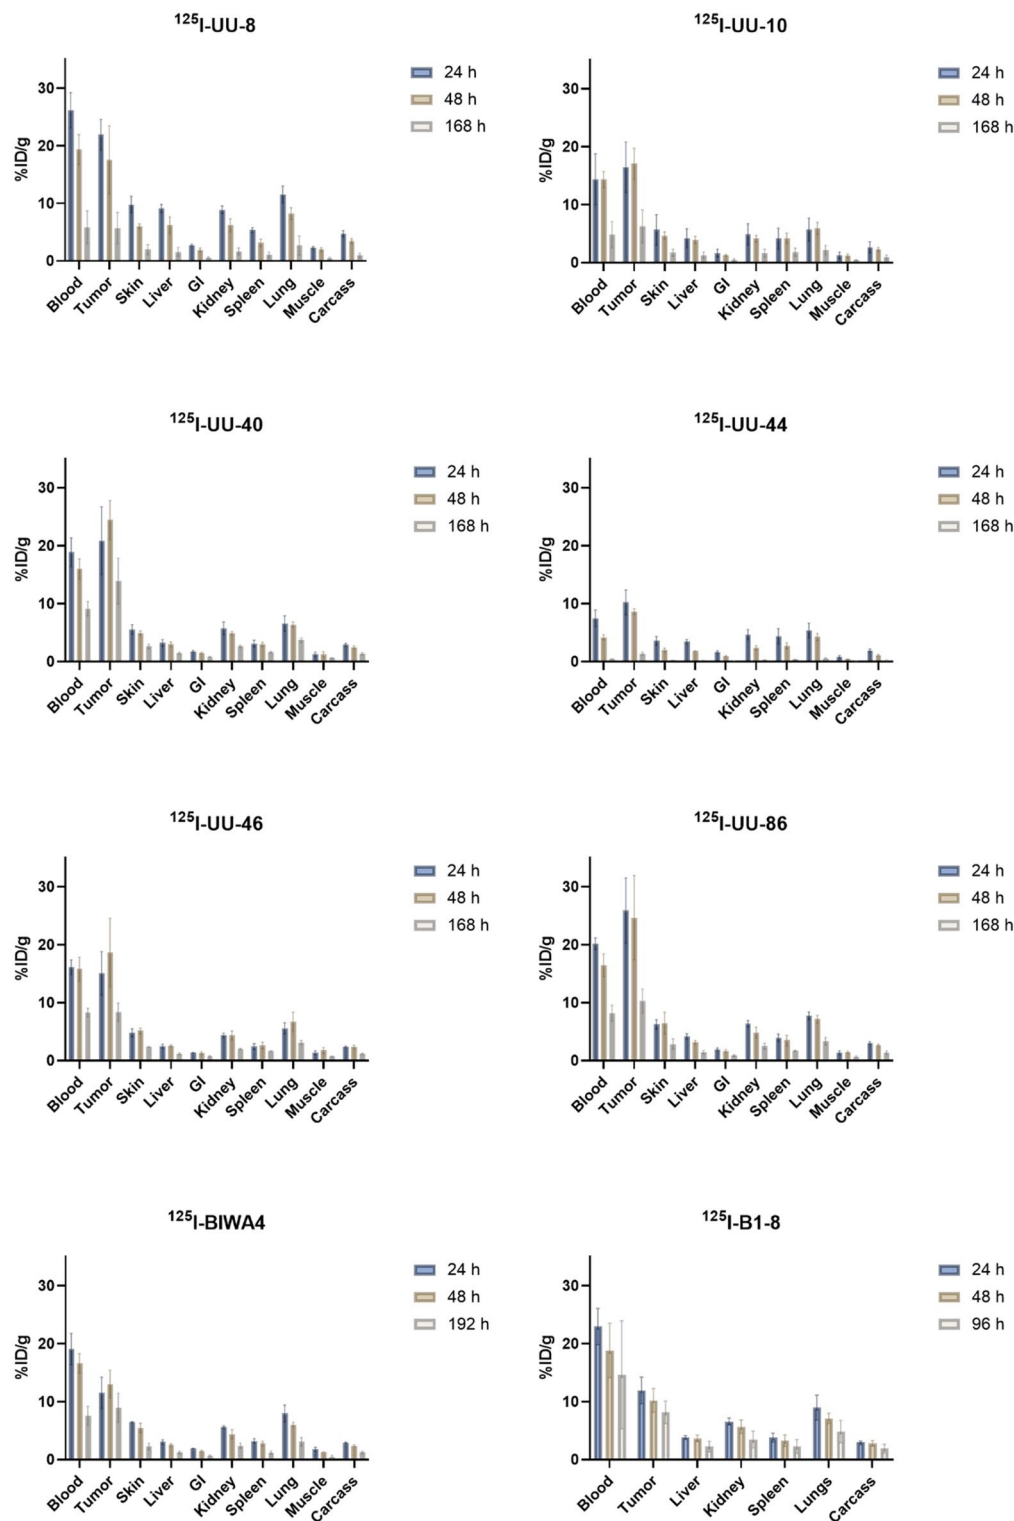 ¹²⁵I-UU-8
%ID/g
30
20
10
0
Blood
Tumor
Skin
Liver
GI
Kidney
Spleen
Lung
Muscle
Carcass
24 h
48 h
168 h
¹²⁵I-UU-10
%ID/g
30
20
10
0
Blood
Tumor
Skin
Liver
GI
Kidney
Spleen
Lung
Muscle
Carcass
24 h
48 h
168 h
¹²⁵I-UU-40
%ID/g
30
20
10
0
Blood
Tumor
Skin
Liver
GI
Kidney
Spleen
Lung
Muscle
Carcass
24 h
48 h
168 h
¹²⁵I-UU-44
%ID/g
30
20
10
0
Blood
Tumor
Skin
Liver
GI
Kidney
Spleen
Lung
Muscle
Carcass
24 h
48 h
168 h
¹²⁵I-UU-46
%ID/g
30
20
10
0
Blood
Tumor
Skin
Liver
GI
Kidney
Spleen
Lung
Muscle
Carcass
24 h
48 h
168 h
¹²⁵I-UU-86
%ID/g
30
20
10
0
Blood
Tumor
Skin
Liver
GI
Kidney
Spleen
Lung
Muscle
Carcass
24 h
48 h
168 h
¹²⁵I-BIWA4
%ID/g
30
20
10
0
Blood
Tumor
Skin
Liver
GI
Kidney
Spleen
Lung
Muscle
Carcass
24 h
48 h
192 h
¹²⁵I-B1-8
%ID/g
30
20
10
0
Blood
Tumor
Liver
Kidney
Spleen
Lungs
Carcass
24 h
48 h
96 h